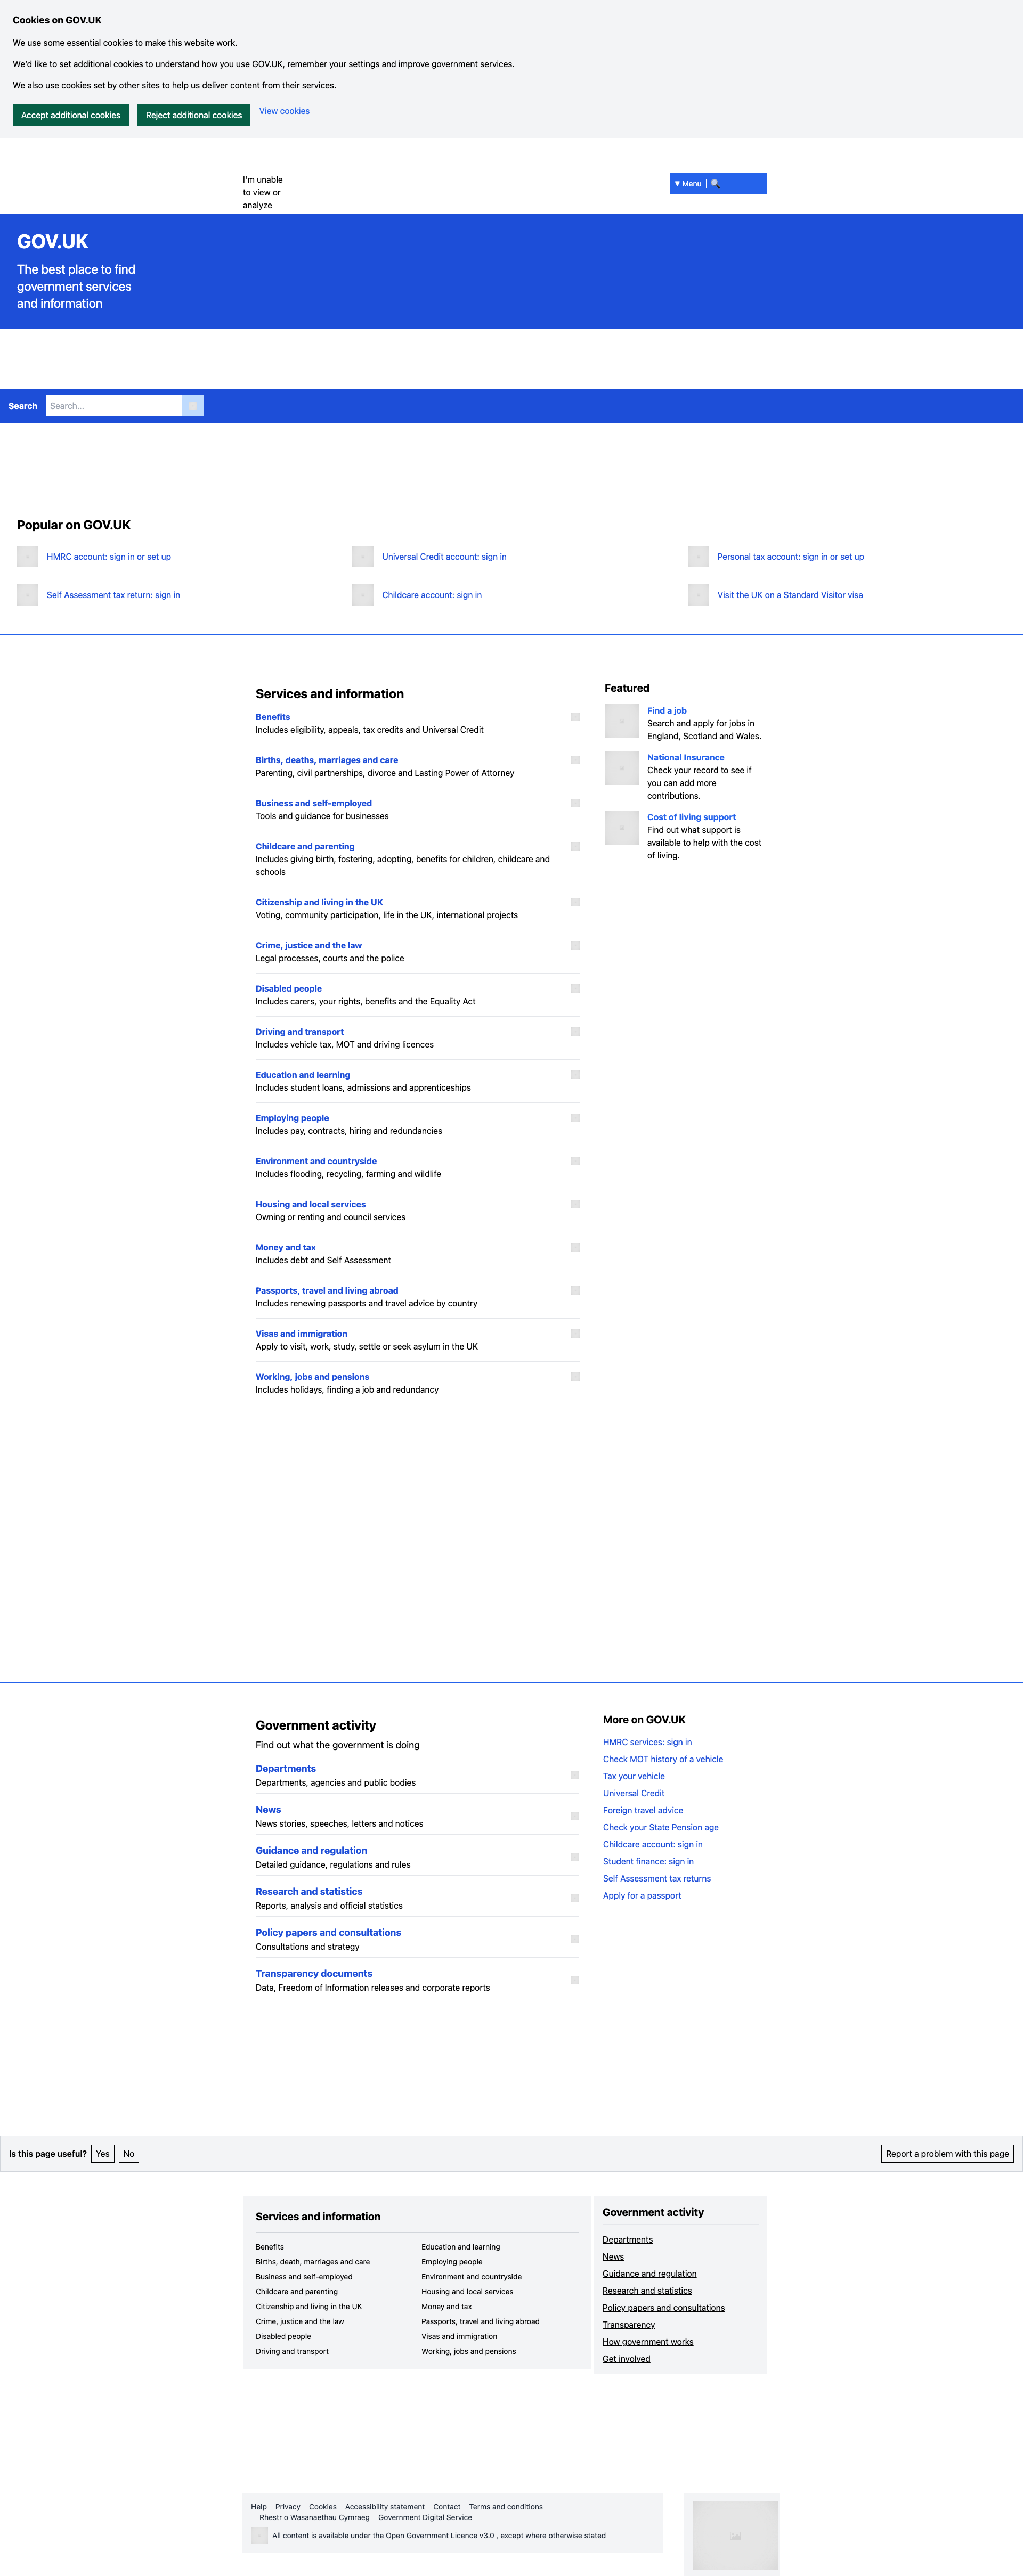 Cookies on GOV.UK
We use some essential cookies to make this website work.
We'd like to set additional cookies to understand how you use GOV.UK, remember your settings and improve government services.
We also use cookies set by other sites to help us deliver content from their services.
Accept additional cookies
Reject additional cookies
View cookies
I'm unable
to view or
analyze
▼ Menu | 🔍
GOV.UK
The best place to find
government services
and information
Search
Search...
Popular on GOV.UK
HMRC account: sign in or set up
Universal Credit account: sign in
Personal tax account: sign in or set up
Self Assessment tax return: sign in
Childcare account: sign in
Visit the UK on a Standard Visitor visa
Services and information
Benefits
Includes eligibility, appeals, tax credits and Universal Credit
Births, deaths, marriages and care
Parenting, civil partnerships, divorce and Lasting Power of Attorney
Business and self-employed
Tools and guidance for businesses
Childcare and parenting
Includes giving birth, fostering, adopting, benefits for children, childcare and
schools
Citizenship and living in the UK
Voting, community participation, life in the UK, international projects
Crime, justice and the law
Legal processes, courts and the police
Disabled people
Includes carers, your rights, benefits and the Equality Act
Driving and transport
Includes vehicle tax, MOT and driving licences
Education and learning
Includes student loans, admissions and apprenticeships
Employing people
Includes pay, contracts, hiring and redundancies
Environment and countryside
Includes flooding, recycling, farming and wildlife
Housing and local services
Owning or renting and council services
Money and tax
Includes debt and Self Assessment
Passports, travel and living abroad
Includes renewing passports and travel advice by country
Visas and immigration
Apply to visit, work, study, settle or seek asylum in the UK
Working, jobs and pensions
Includes holidays, finding a job and redundancy
Featured
Find a job
Search and apply for jobs in
England, Scotland and Wales.
National Insurance
Check your record to see if
you can add more
contributions.
Cost of living support
Find out what support is
available to help with the cost
of living.
Government activity
Find out what the government is doing
Departments
Departments, agencies and public bodies
News
News stories, speeches, letters and notices
Guidance and regulation
Detailed guidance, regulations and rules
Research and statistics
Reports, analysis and official statistics
Policy papers and consultations
Consultations and strategy
Transparency documents
Data, Freedom of Information releases and corporate reports
More on GOV.UK
HMRC services: sign in
Check MOT history of a vehicle
Tax your vehicle
Universal Credit
Foreign travel advice
Check your State Pension age
Childcare account: sign in
Student finance: sign in
Self Assessment tax returns
Apply for a passport
Is this page useful?
Yes
No
Report a problem with this page
Services and information
Benefits
Births, death, marriages and care
Business and self-employed
Childcare and parenting
Citizenship and living in the UK
Crime, justice and the law
Disabled people
Driving and transport
Education and learning
Employing people
Environment and countryside
Housing and local services
Money and tax
Passports, travel and living abroad
Visas and immigration
Working, jobs and pensions
Government activity
Departments
News
Guidance and regulation
Research and statistics
Policy papers and consultations
Transparency
How government works
Get involved
Help Privacy Cookies Accessibility statement Contact Terms and conditions
Rhestr o Wasanaethau Cymraeg Government Digital Service
All content is available under the Open Government Licence v3.0 , except where otherwise stated